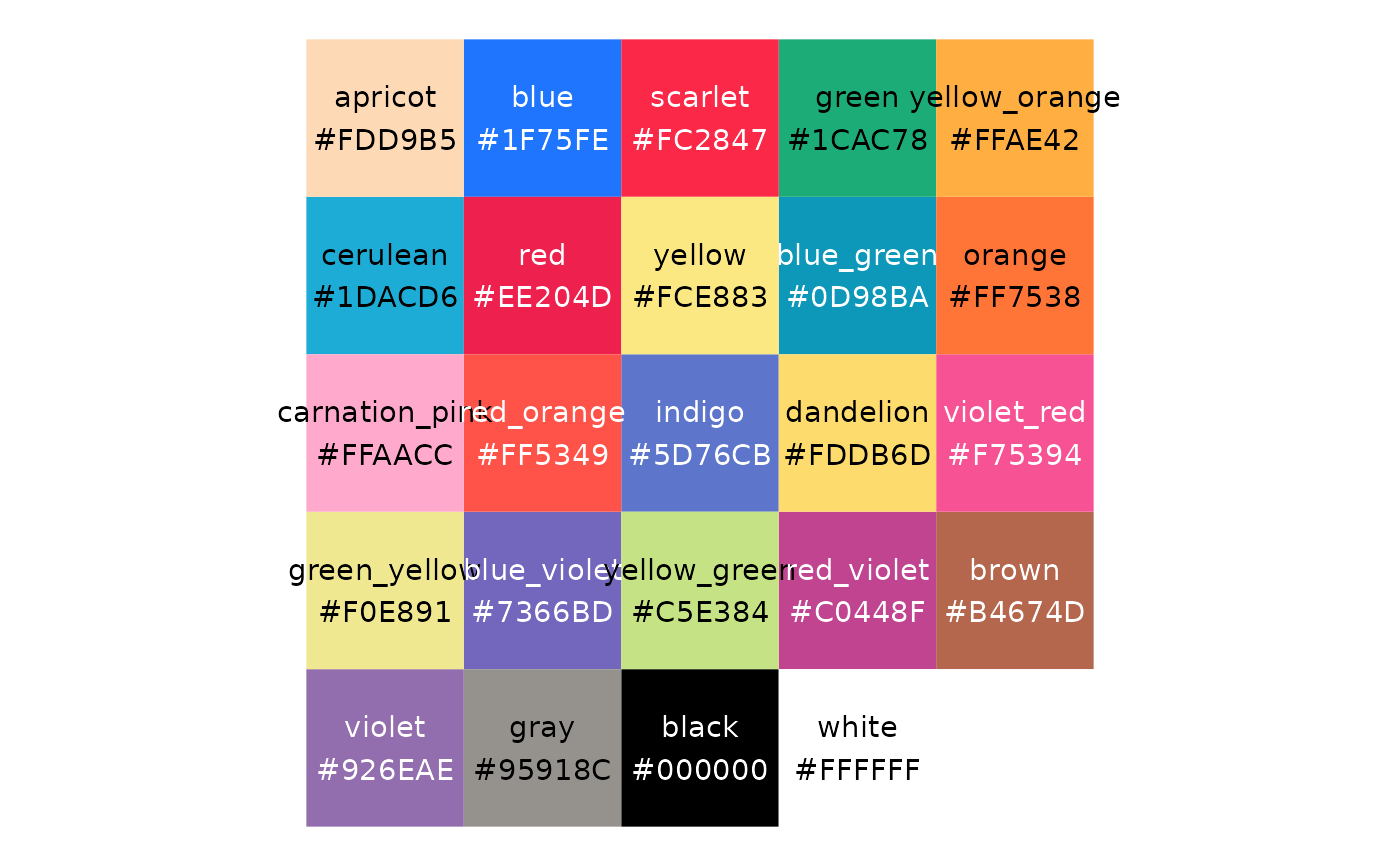 apricot
#FDD9B5
blue
#1F75FE
scarlet
#FC2847
green
#1CAC78
yellow_orange
#FFAE42
cerulean
#1DACD6
red
#EE204D
yellow
#FCE883
blue_green
#0D98BA
orange
#FF7538
carnation_pink
#FFAACC
red_orange
#FF5349
indigo
#5D76CB
dandelion
#FDDB6D
violet_red
#F75394
green_yellow
#F0E891
blue_violet
#7366BD
yellow_green
#C5E384
red_violet
#C0448F
brown
#B4674D
violet
#926EAE
gray
#95918C
black
#000000
white
#FFFFFF